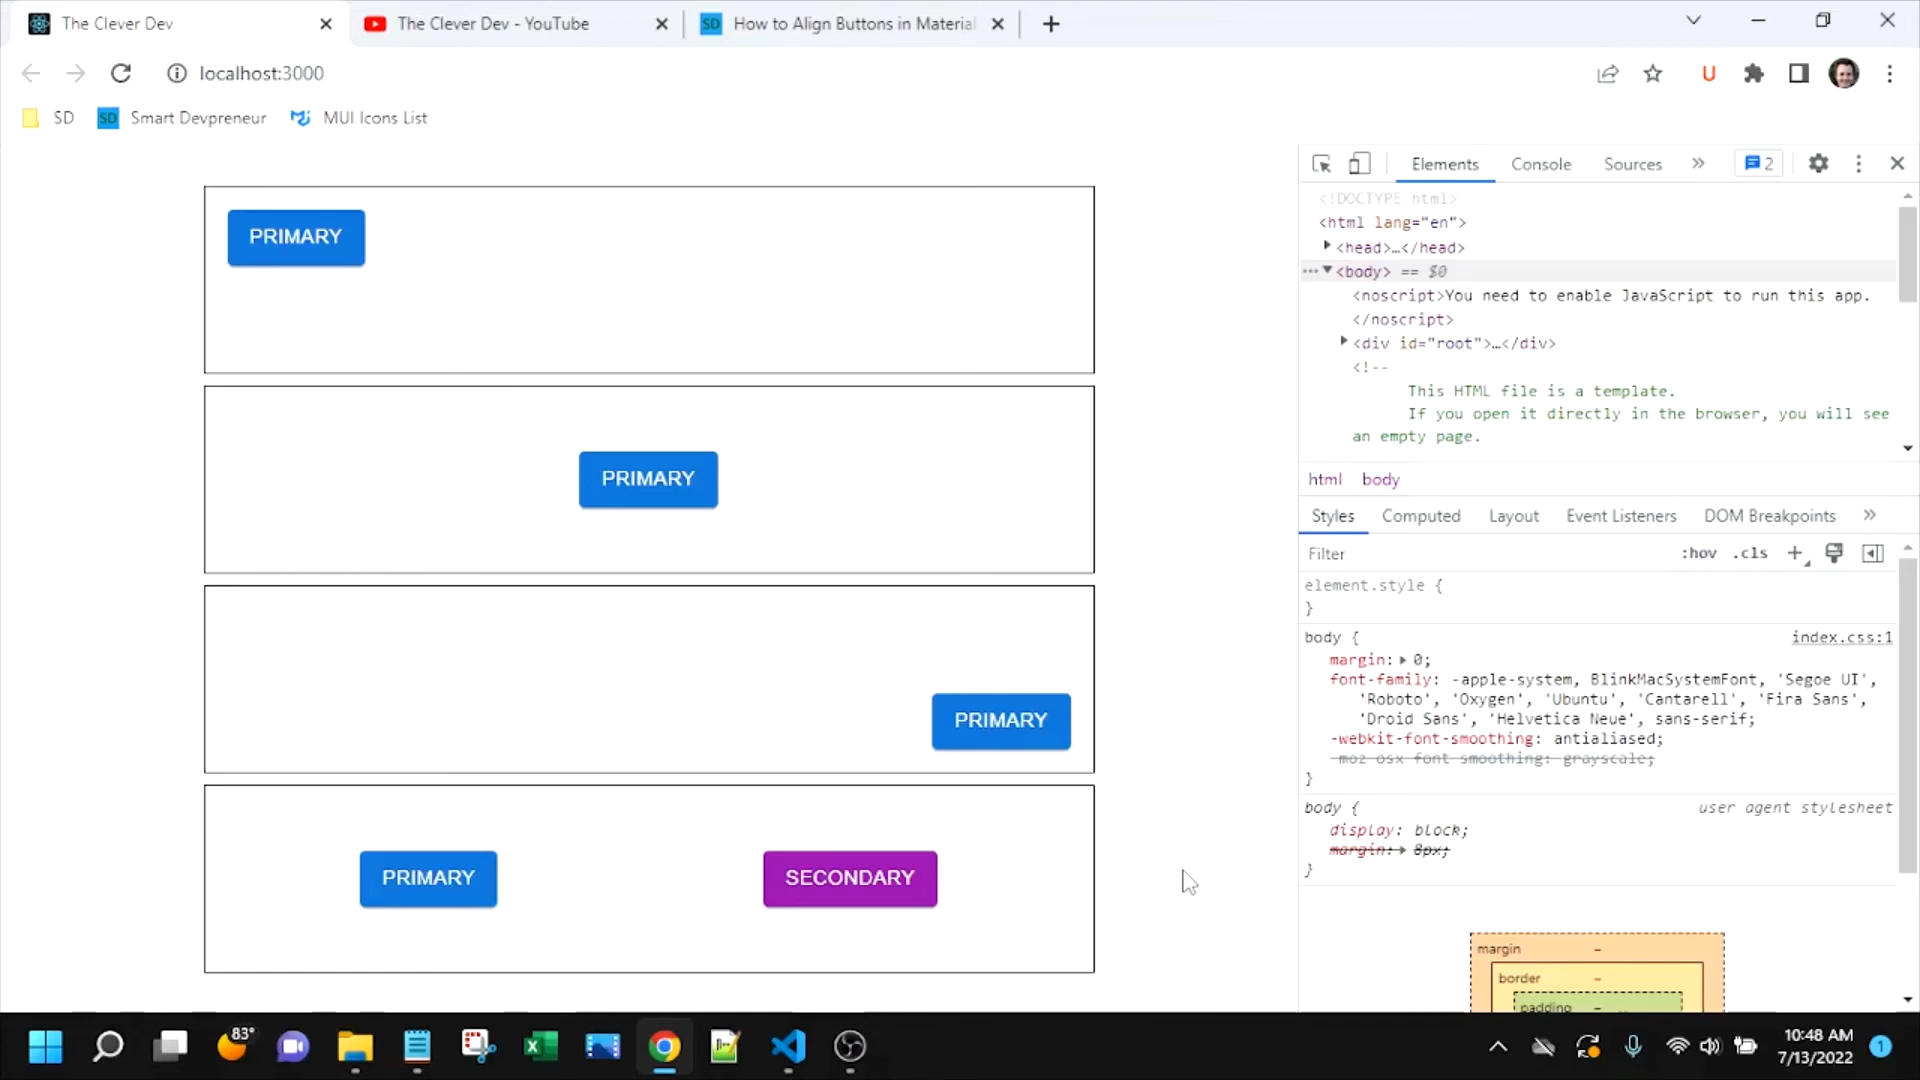 The Clever Dev
The Clever Dev - YouTube
SD How to Align Buttons in Material
localhost:3000
U
SD
SD Smart Devpreneur
MUI Icons List
PRIMARY
PRIMARY
PRIMARY
PRIMARY
SECONDARY
Elements
Console
Sources
2
<!DOCTYPE html>
<html lang="en">
<head>…</head>
<body> == $0
<noscript>You need to enable JavaScript to run this app.
</noscript>
<div id="root">…</div>
<!--
This HTML file is a template.
If you open it directly in the browser, you will see
an empty page.
html body
Styles
Computed
Layout
Event Listeners
DOM Breakpoints
Filter
:hov .cls
element.style {
}
body {
index.css:1
margin: 0;
font-family: -apple-system, BlinkMacSystemFont, 'Segoe UI',
'Roboto', 'Oxygen', 'Ubuntu', 'Cantarell', 'Fira Sans',
'Droid Sans', 'Helvetica Neue', sans-serif;
-webkit-font-smoothing: antialiased;
-moz-osx-font-smoothing: grayscale;
}
body {
user agent stylesheet
display: block;
margin: 8px;
}
margin -
border -
padding -
83°
10:48 AM
7/13/2022
1